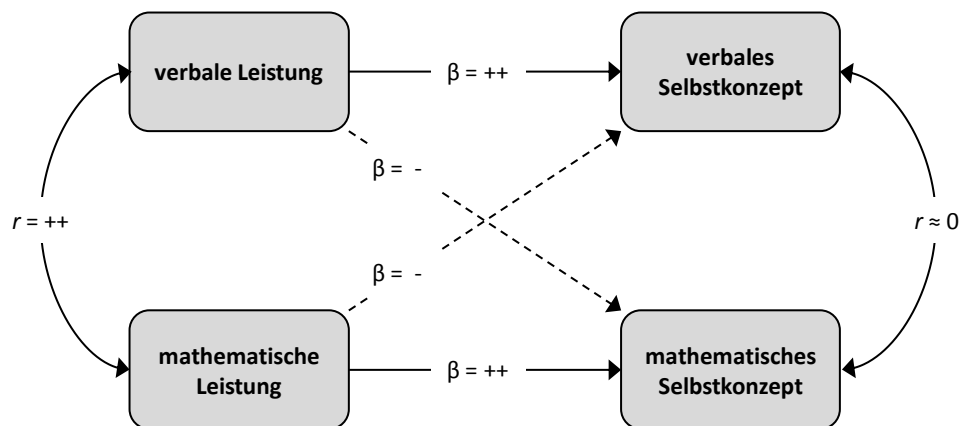 verbale Leistung
β = ++
verbales
Selbstkonzept
β = -
r = ++
r ≈ 0
β = -
mathematische
Leistung
β = ++
mathematisches
Selbstkonzept